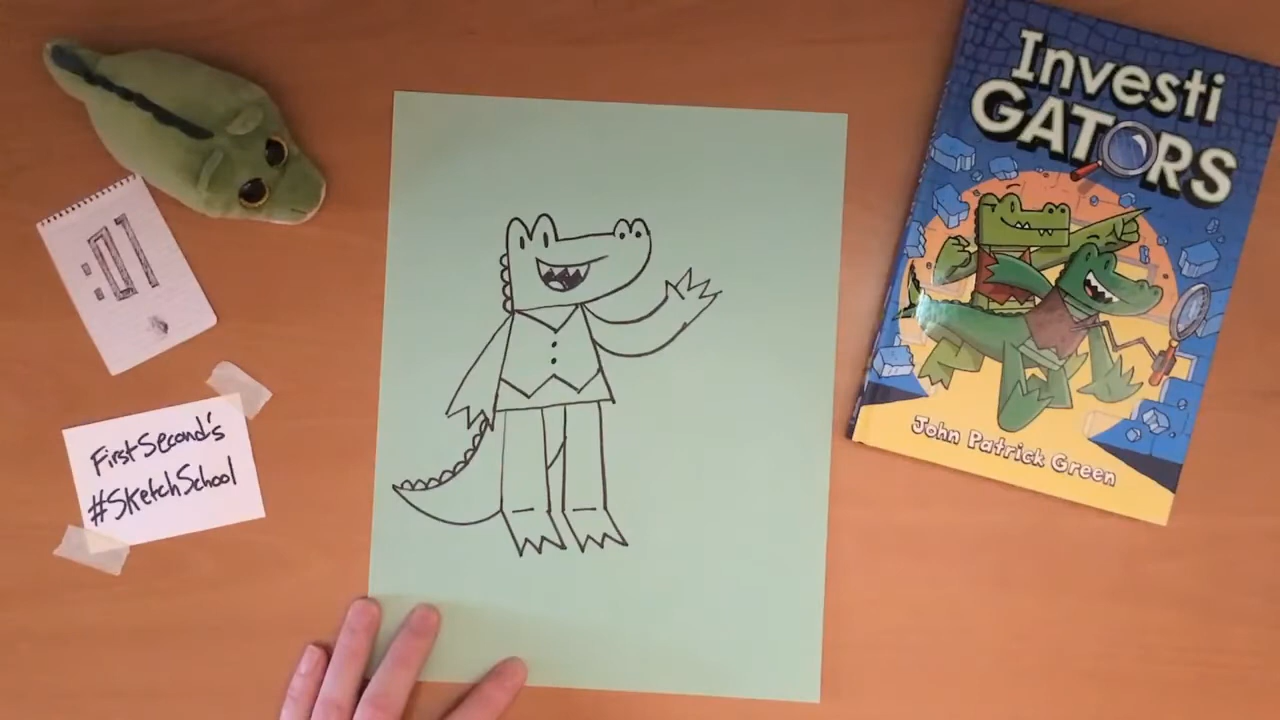 Investi
GATORS
John Patrick Green
:01
First Second's
#SketchSchool